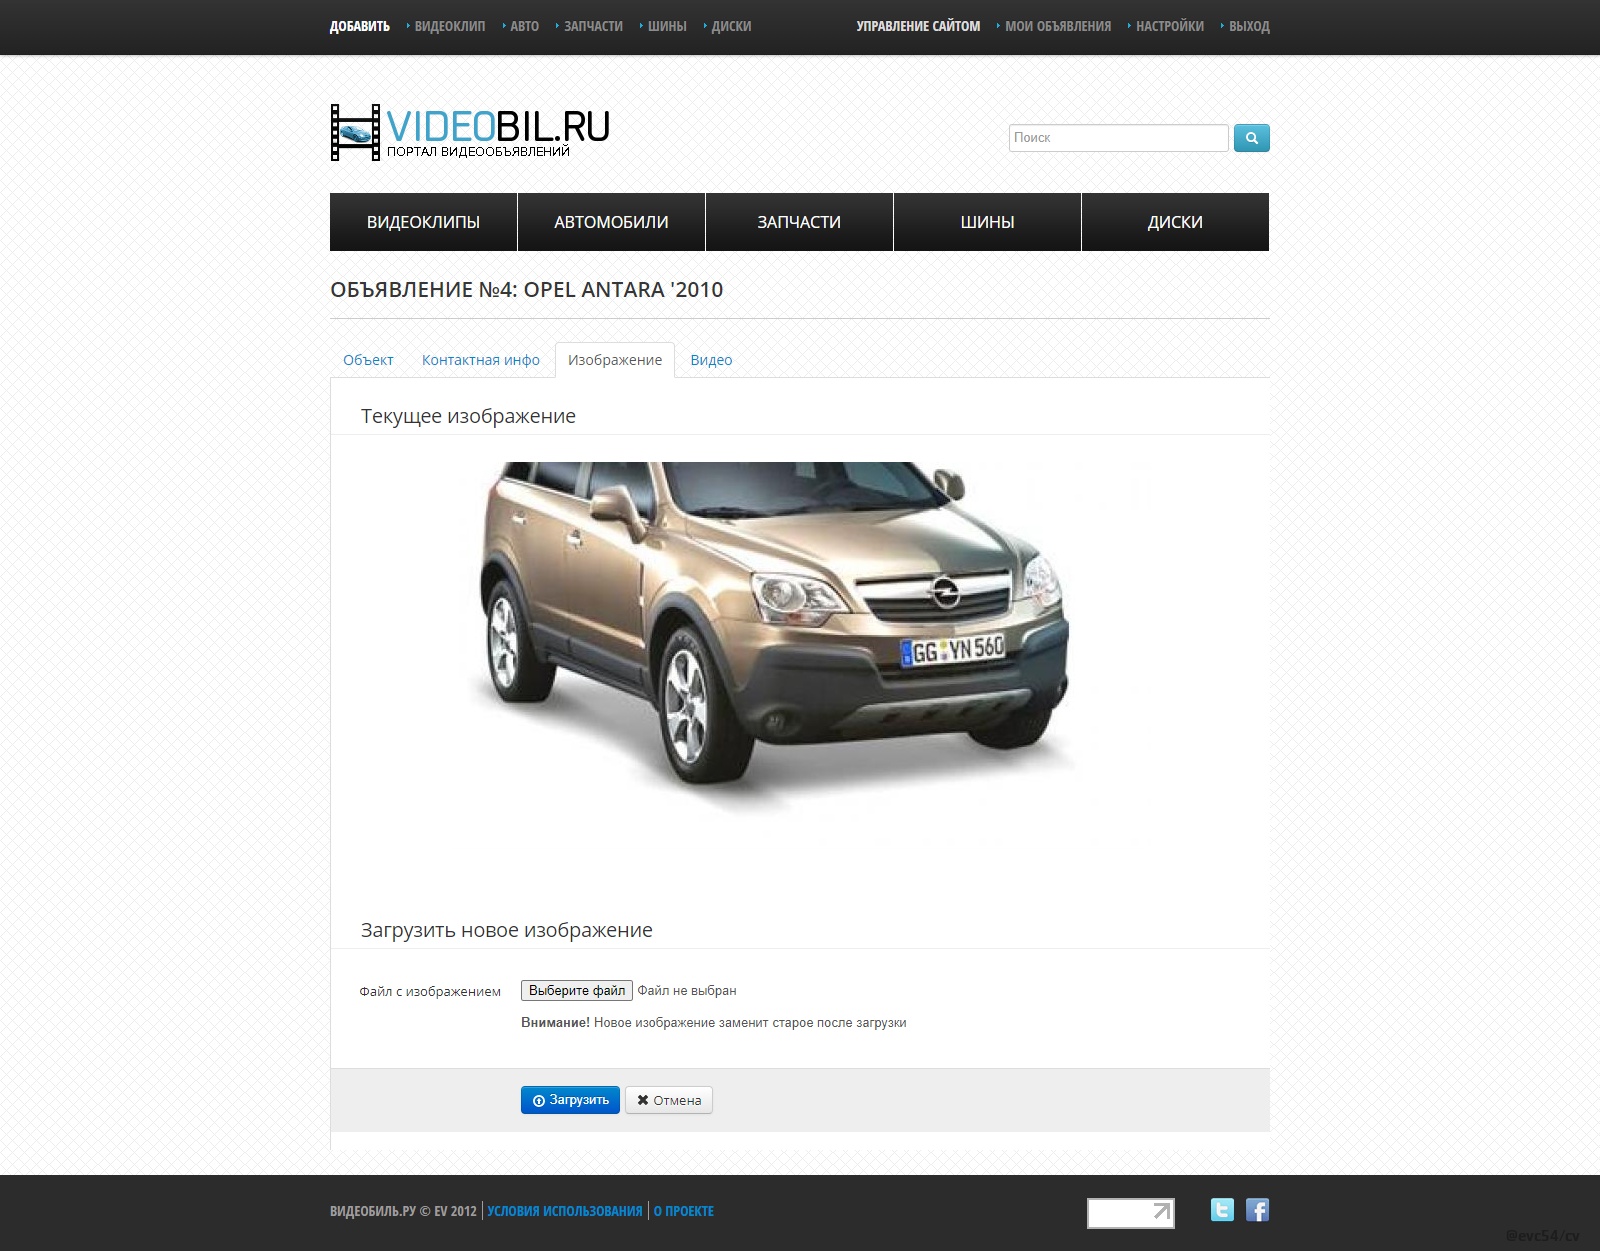 ДОБАВИТЬ ВИДЕОКЛИП АВТО ЗАПЧАСТИ ШИНЫ ДИСКИ УПРАВЛЕНИЕ САЙТОМ МОИ ОБЪЯВЛЕНИЯ НАСТРОЙКИ ВЫХОД
VIDEOBIL.RU
ПОРТАЛ ВИДЕООБЪЯВЛЕНИЙ
Поиск
ВИДЕОКЛИПЫ АВТОМОБИЛИ ЗАПЧАСТИ ШИНЫ ДИСКИ
ОБЪЯВЛЕНИЕ №4: OPEL ANTARA '2010
Объект Контактная инфо Изображение Видео
Текущее изображение
GG YN 560
Загрузить новое изображение
Файл с изображением Выберите файл Файл не выбран
Внимание! Новое изображение заменит старое после загрузки
Загрузить Отмена
ВИДЕОБИЛЬ.РУ © EV 2012 УСЛОВИЯ ИСПОЛЬЗОВАНИЯ О ПРОЕКТЕ
@evc54/cv